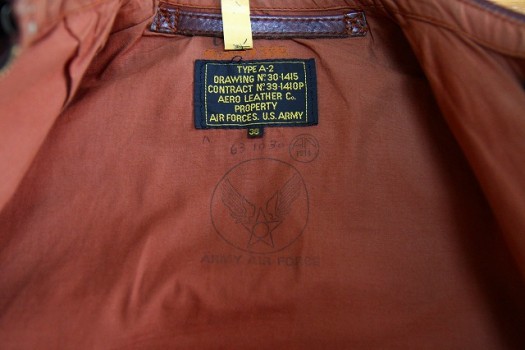 TYPE A-2
DRAWING Nº 30-1415
CONTRACT Nº 39-1410P
AERO LEATHER Co.
PROPERTY
AIR FORCES, U.S. ARMY
38
ARMY AIR FORCE